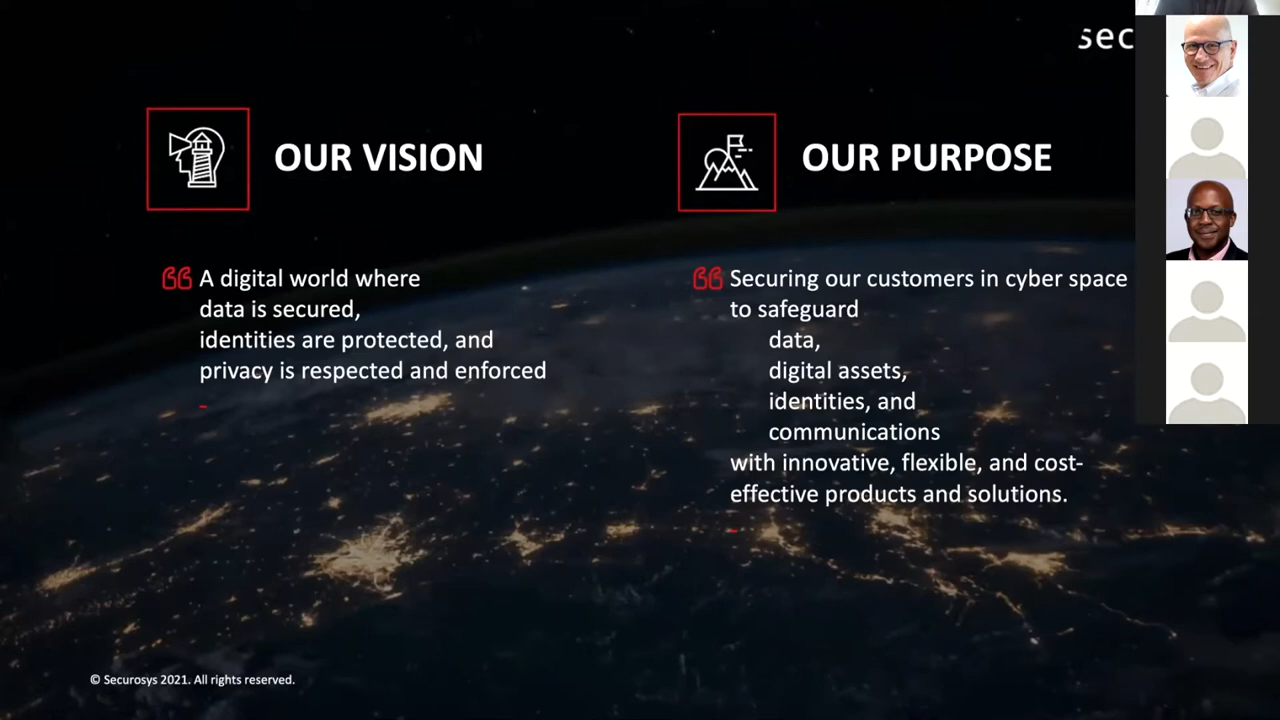 sec
OUR VISION
A digital world where
data is secured,
identities are protected, and
privacy is respected and enforced
OUR PURPOSE
Securing our customers in cyber space
to safeguard
data,
digital assets,
identities, and
communications
with innovative, flexible, and cost-
effective products and solutions.
© Securosys 2021. All rights reserved.